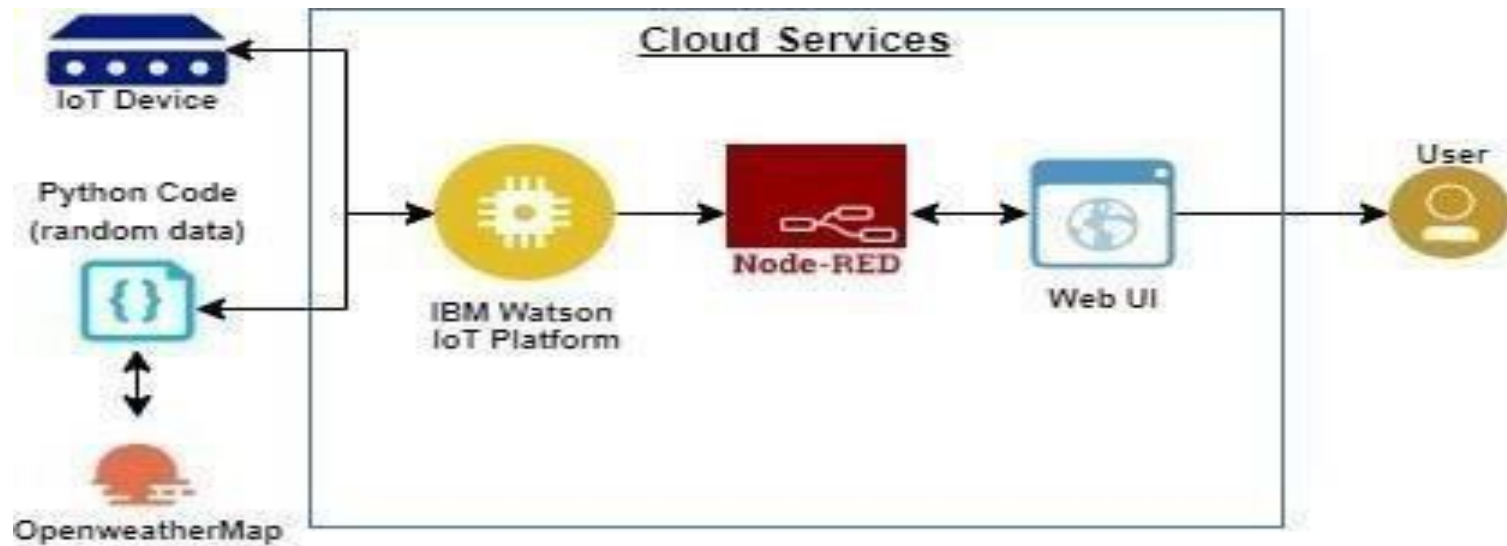 Cloud Services
IoT Device
Python Code
(random data)
IBM Watson
IoT Platform
Node-RED
Web UI
User
OpenweatherMap